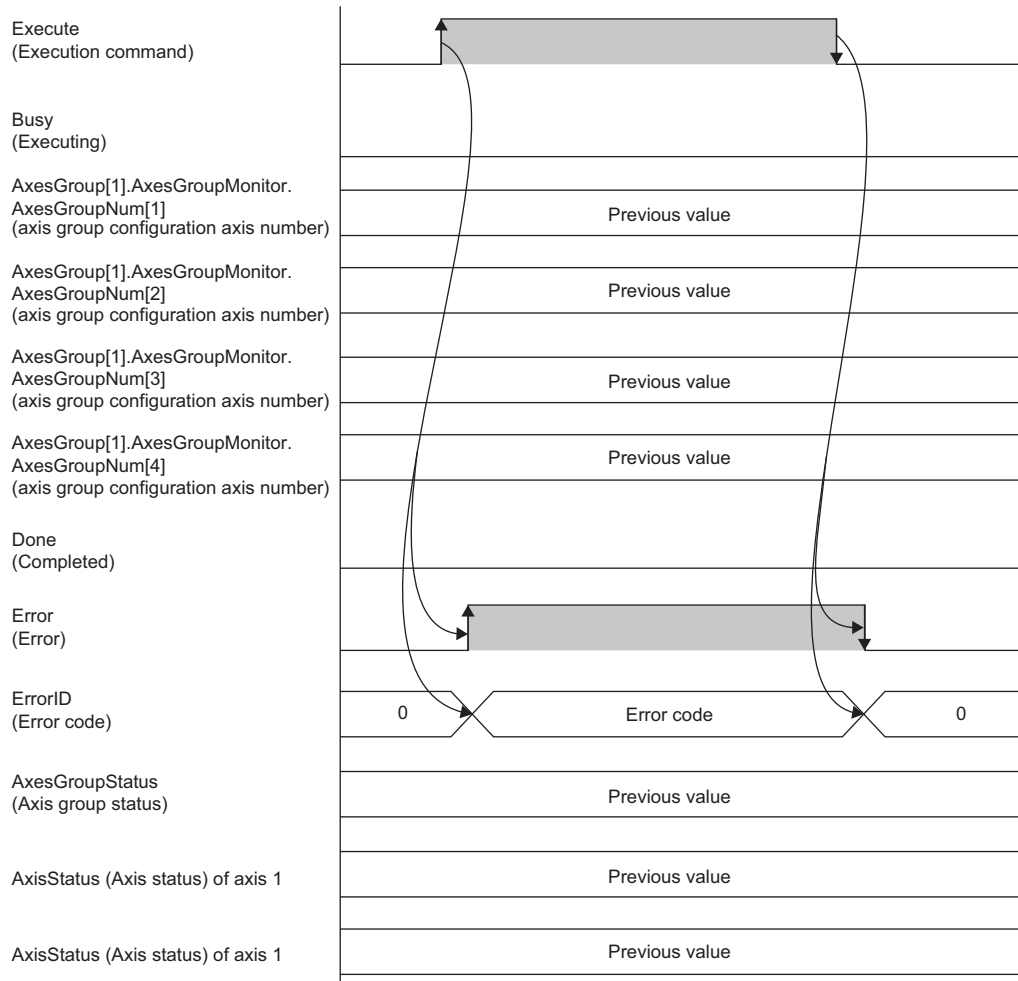 Execute
(Execution command)
Busy
(Executing)
AxesGroup[1].AxesGroupMonitor.
AxesGroupNum[1]
(axis group configuration axis number)
Previous value
AxesGroup[1].AxesGroupMonitor.
AxesGroupNum[2]
(axis group configuration axis number)
Previous value
AxesGroup[1].AxesGroupMonitor.
AxesGroupNum[3]
(axis group configuration axis number)
Previous value
AxesGroup[1].AxesGroupMonitor.
AxesGroupNum[4]
(axis group configuration axis number)
Previous value
Done
(Completed)
Error
(Error)
ErrorID
(Error code)
0 Error code 0
AxesGroupStatus
(Axis group status)
Previous value
AxisStatus (Axis status) of axis 1 Previous value
AxisStatus (Axis status) of axis 1 Previous value